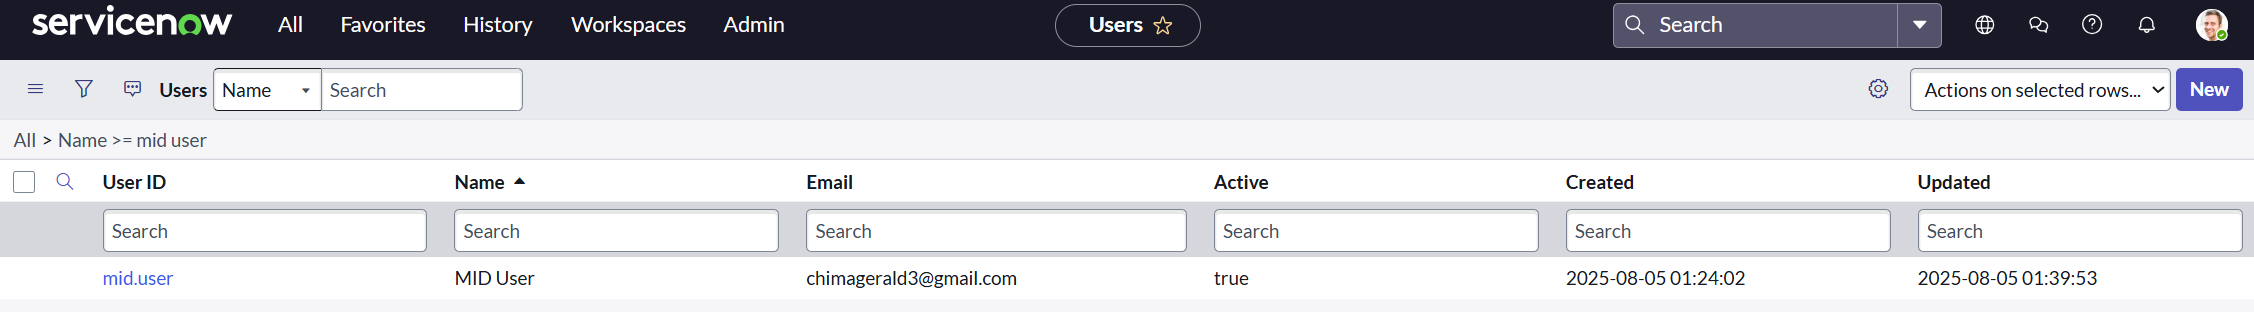 servicenow All Favorites History Workspaces Admin Users Search
Users Name Search Actions on selected rows... New
All > Name >= mid user
User ID Name Email Active Created Updated
Search Search Search Search Search Search
mid.user MID User chimagerald3@gmail.com true 2025-08-05 01:24:02 2025-08-05 01:39:53